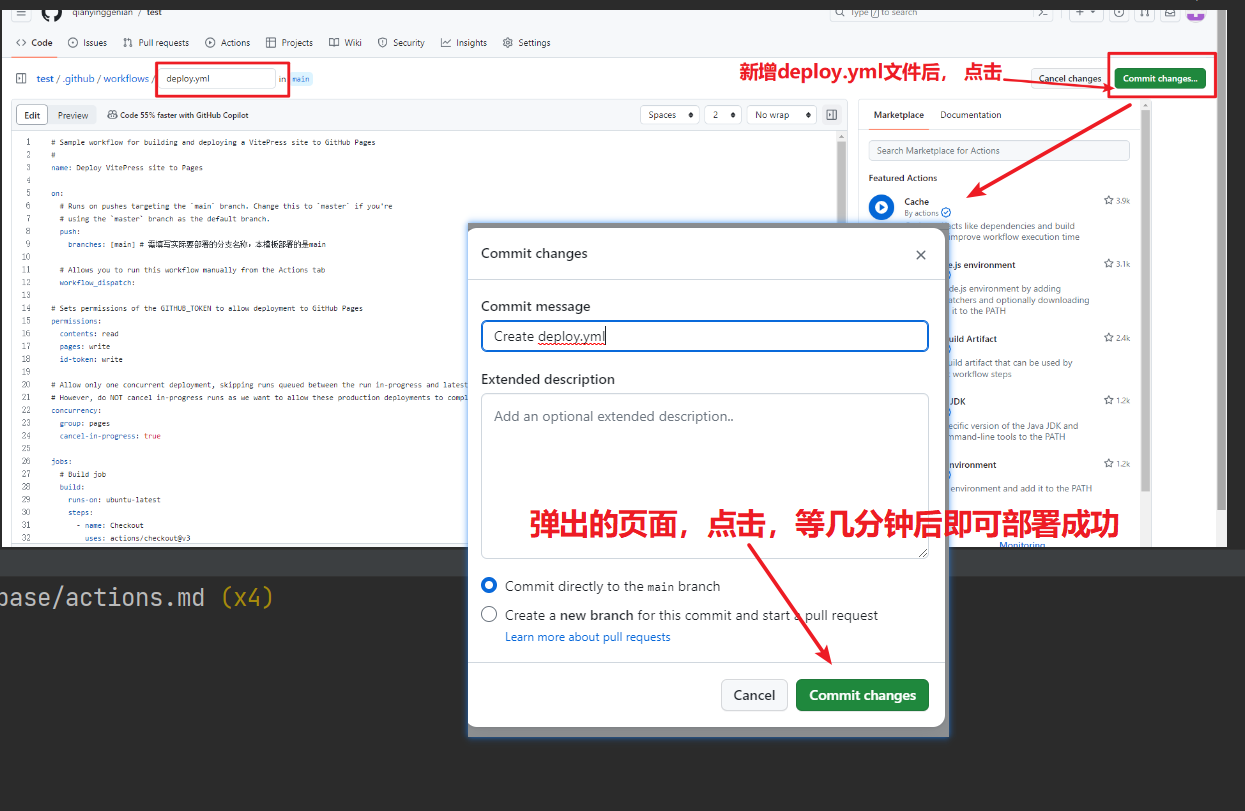 qianyinggenian / test
Type / to search
Code Issues Pull requests Actions Projects Wiki Security Insights Settings
test / .github / workflows / deploy.yml in main
新增deploy.yml文件后， 点击
Cancel changes Commit changes...
Edit Preview Code 55% faster with GitHub Copilot
Spaces 2 No wrap
Marketplace Documentation
Search Marketplace for Actions
Featured Actions
Cache 3.9k
By actions
cts like dependencies and build
mprove workflow execution time
e.js environment 3.1k
de.js environment by adding
tchers and optionally downloading
it to the PATH
uild Artifact 2.4k
uild artifact that can be used by
workflow steps
JDK 1.2k
ecific version of the Java JDK and
mmand-line tools to the PATH
nvironment 1.2k
environment and add it to the PATH
Monitoring
1 # Sample workflow for building and deploying a VitePress site to GitHub Pages
2 #
3 name: Deploy VitePress site to Pages
4
5 on:
6 # Runs on pushes targeting the `main` branch. Change this to `master` if you're
7 # using the `master` branch as the default branch.
8 push:
9 branches: [main] # 需填写实际要部署的分支名称，本模板部署的是main
10
11 # Allows you to run this workflow manually from the Actions tab
12 workflow_dispatch:
13
14 # Sets permissions of the GITHUB_TOKEN to allow deployment to GitHub Pages
15 permissions:
16 contents: read
17 pages: write
18 id-token: write
19
20 # Allow only one concurrent deployment, skipping runs queued between the run in-progress and latest
21 # However, do NOT cancel in-progress runs as we want to allow these production deployments to compl
22 concurrency:
23 group: pages
24 cancel-in-progress: true
25
26 jobs:
27 # Build job
28 build:
29 runs-on: ubuntu-latest
30 steps:
31 - name: Checkout
32 uses: actions/checkout@v3
Commit changes
Commit message
Create deploy.yml
Extended description
Add an optional extended description..
弹出的页面，点击，等几分钟后即可部署成功
Commit directly to the main branch
Create a new branch for this commit and start a pull request
Learn more about pull requests
Cancel Commit changes
base/actions.md (x4)